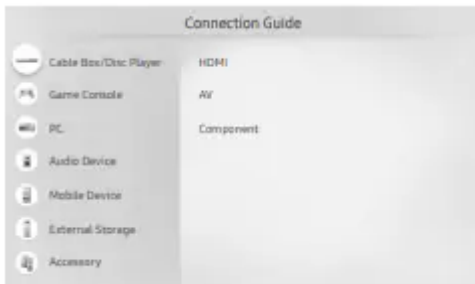 Connection Guide
Cable Box/Disc Player
HDMI
Game Console
AV
PC
Component
Audio Device
Mobile Device
External Storage
Accessory